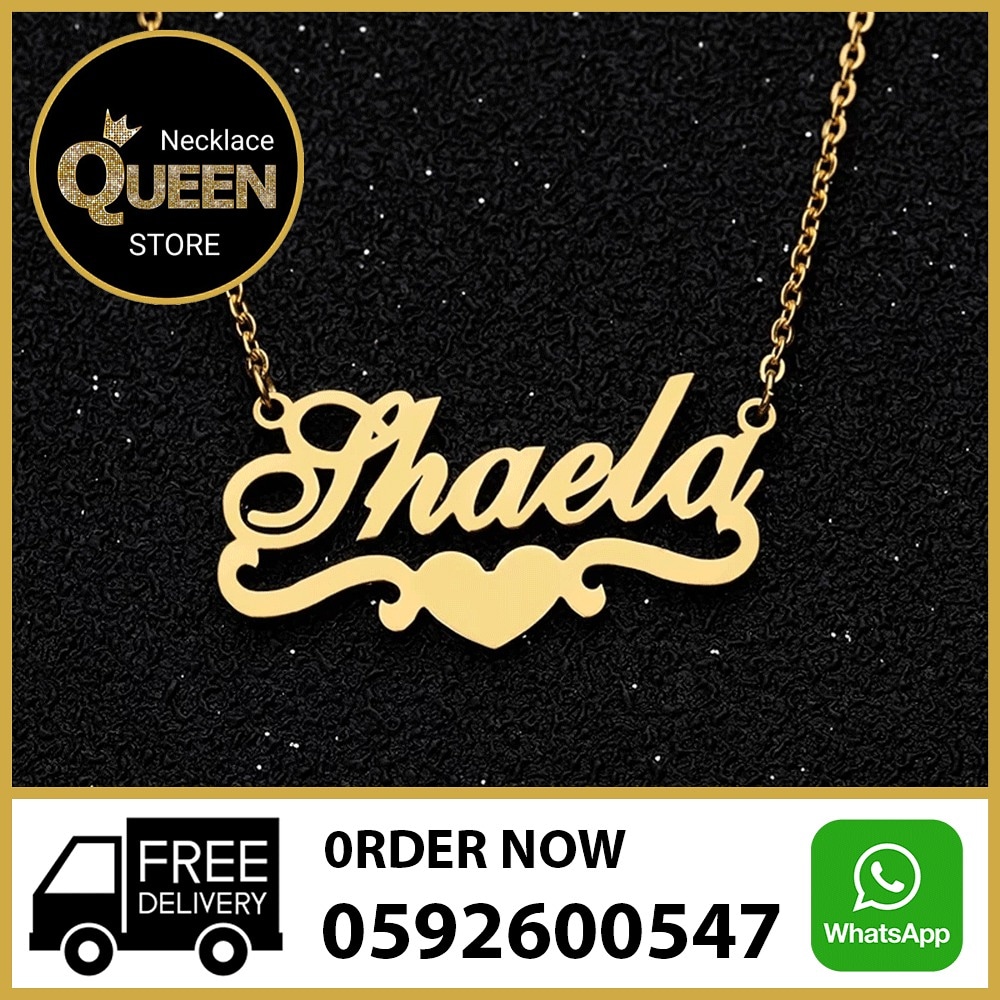 Necklace
QUEEN
STORE
Shaela
FREE
DELIVERY
0RDER NOW
0592600547
WhatsApp